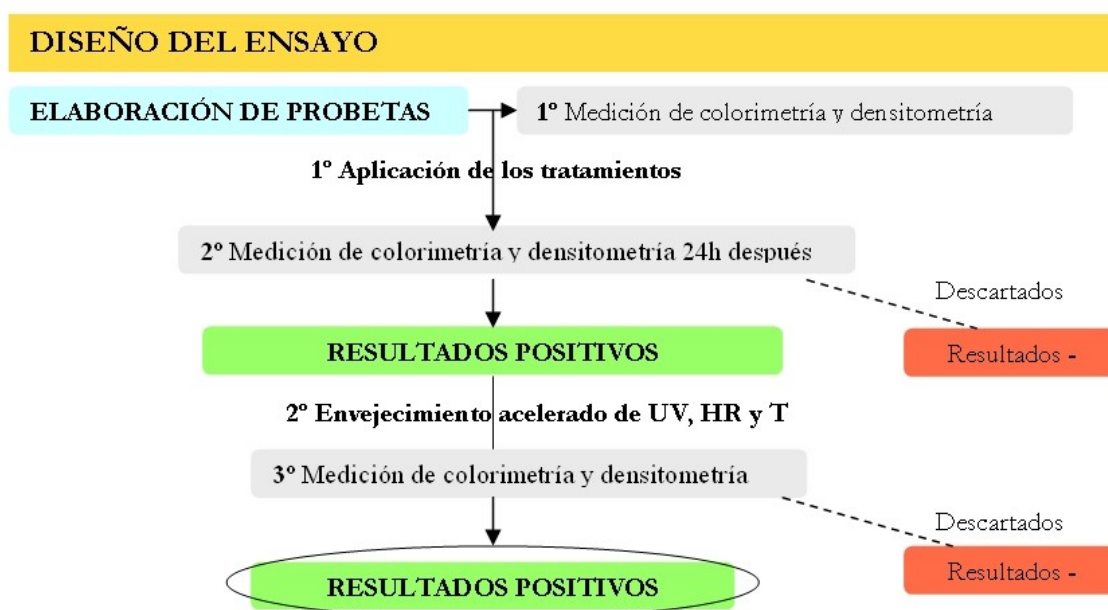 DISEÑO DEL ENSAYO
ELABORACIÓN DE PROBETAS
1º Medición de colorimetría y densitometría
1º Aplicación de los tratamientos
2º Medición de colorimetría y densitometría 24h después
Descartados
RESULTADOS POSITIVOS
Resultados -
2º Envejecimiento acelerado de UV, HR y T
3º Medición de colorimetría y densitometría
Descartados
RESULTADOS POSITIVOS
Resultados -